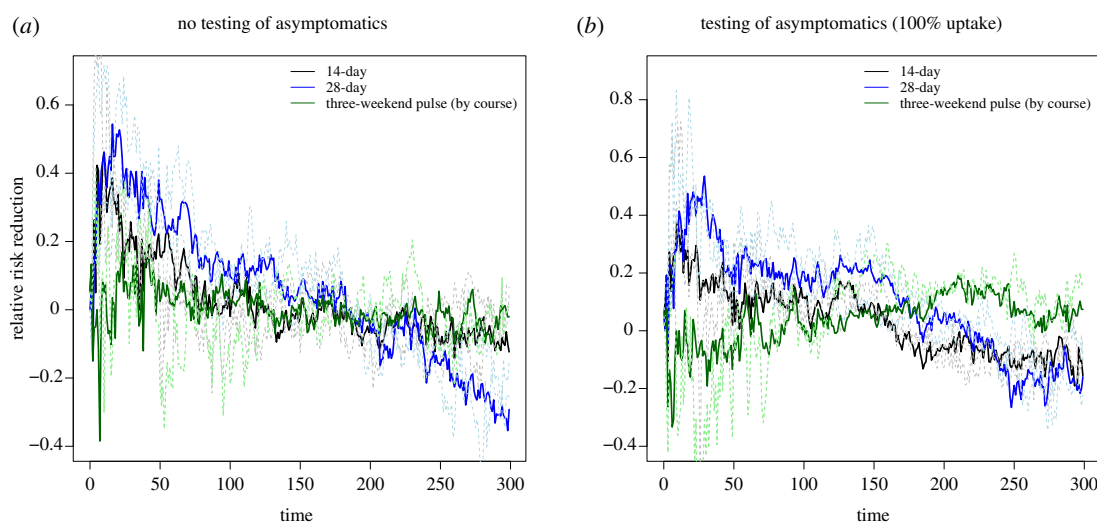 (a) no testing of asymptomatics
14-day
28-day
three-weekend pulse (by course)
relative risk reduction
0.6
0.4
0.2
0
−0.2
−0.4
0 50 100 150 200 250 300
time
(b) testing of asymptomatics (100% uptake)
14-day
28-day
three-weekend pulse (by course)
0.8
0.6
0.4
0.2
0
−0.2
−0.4
0 50 100 150 200 250 300
time